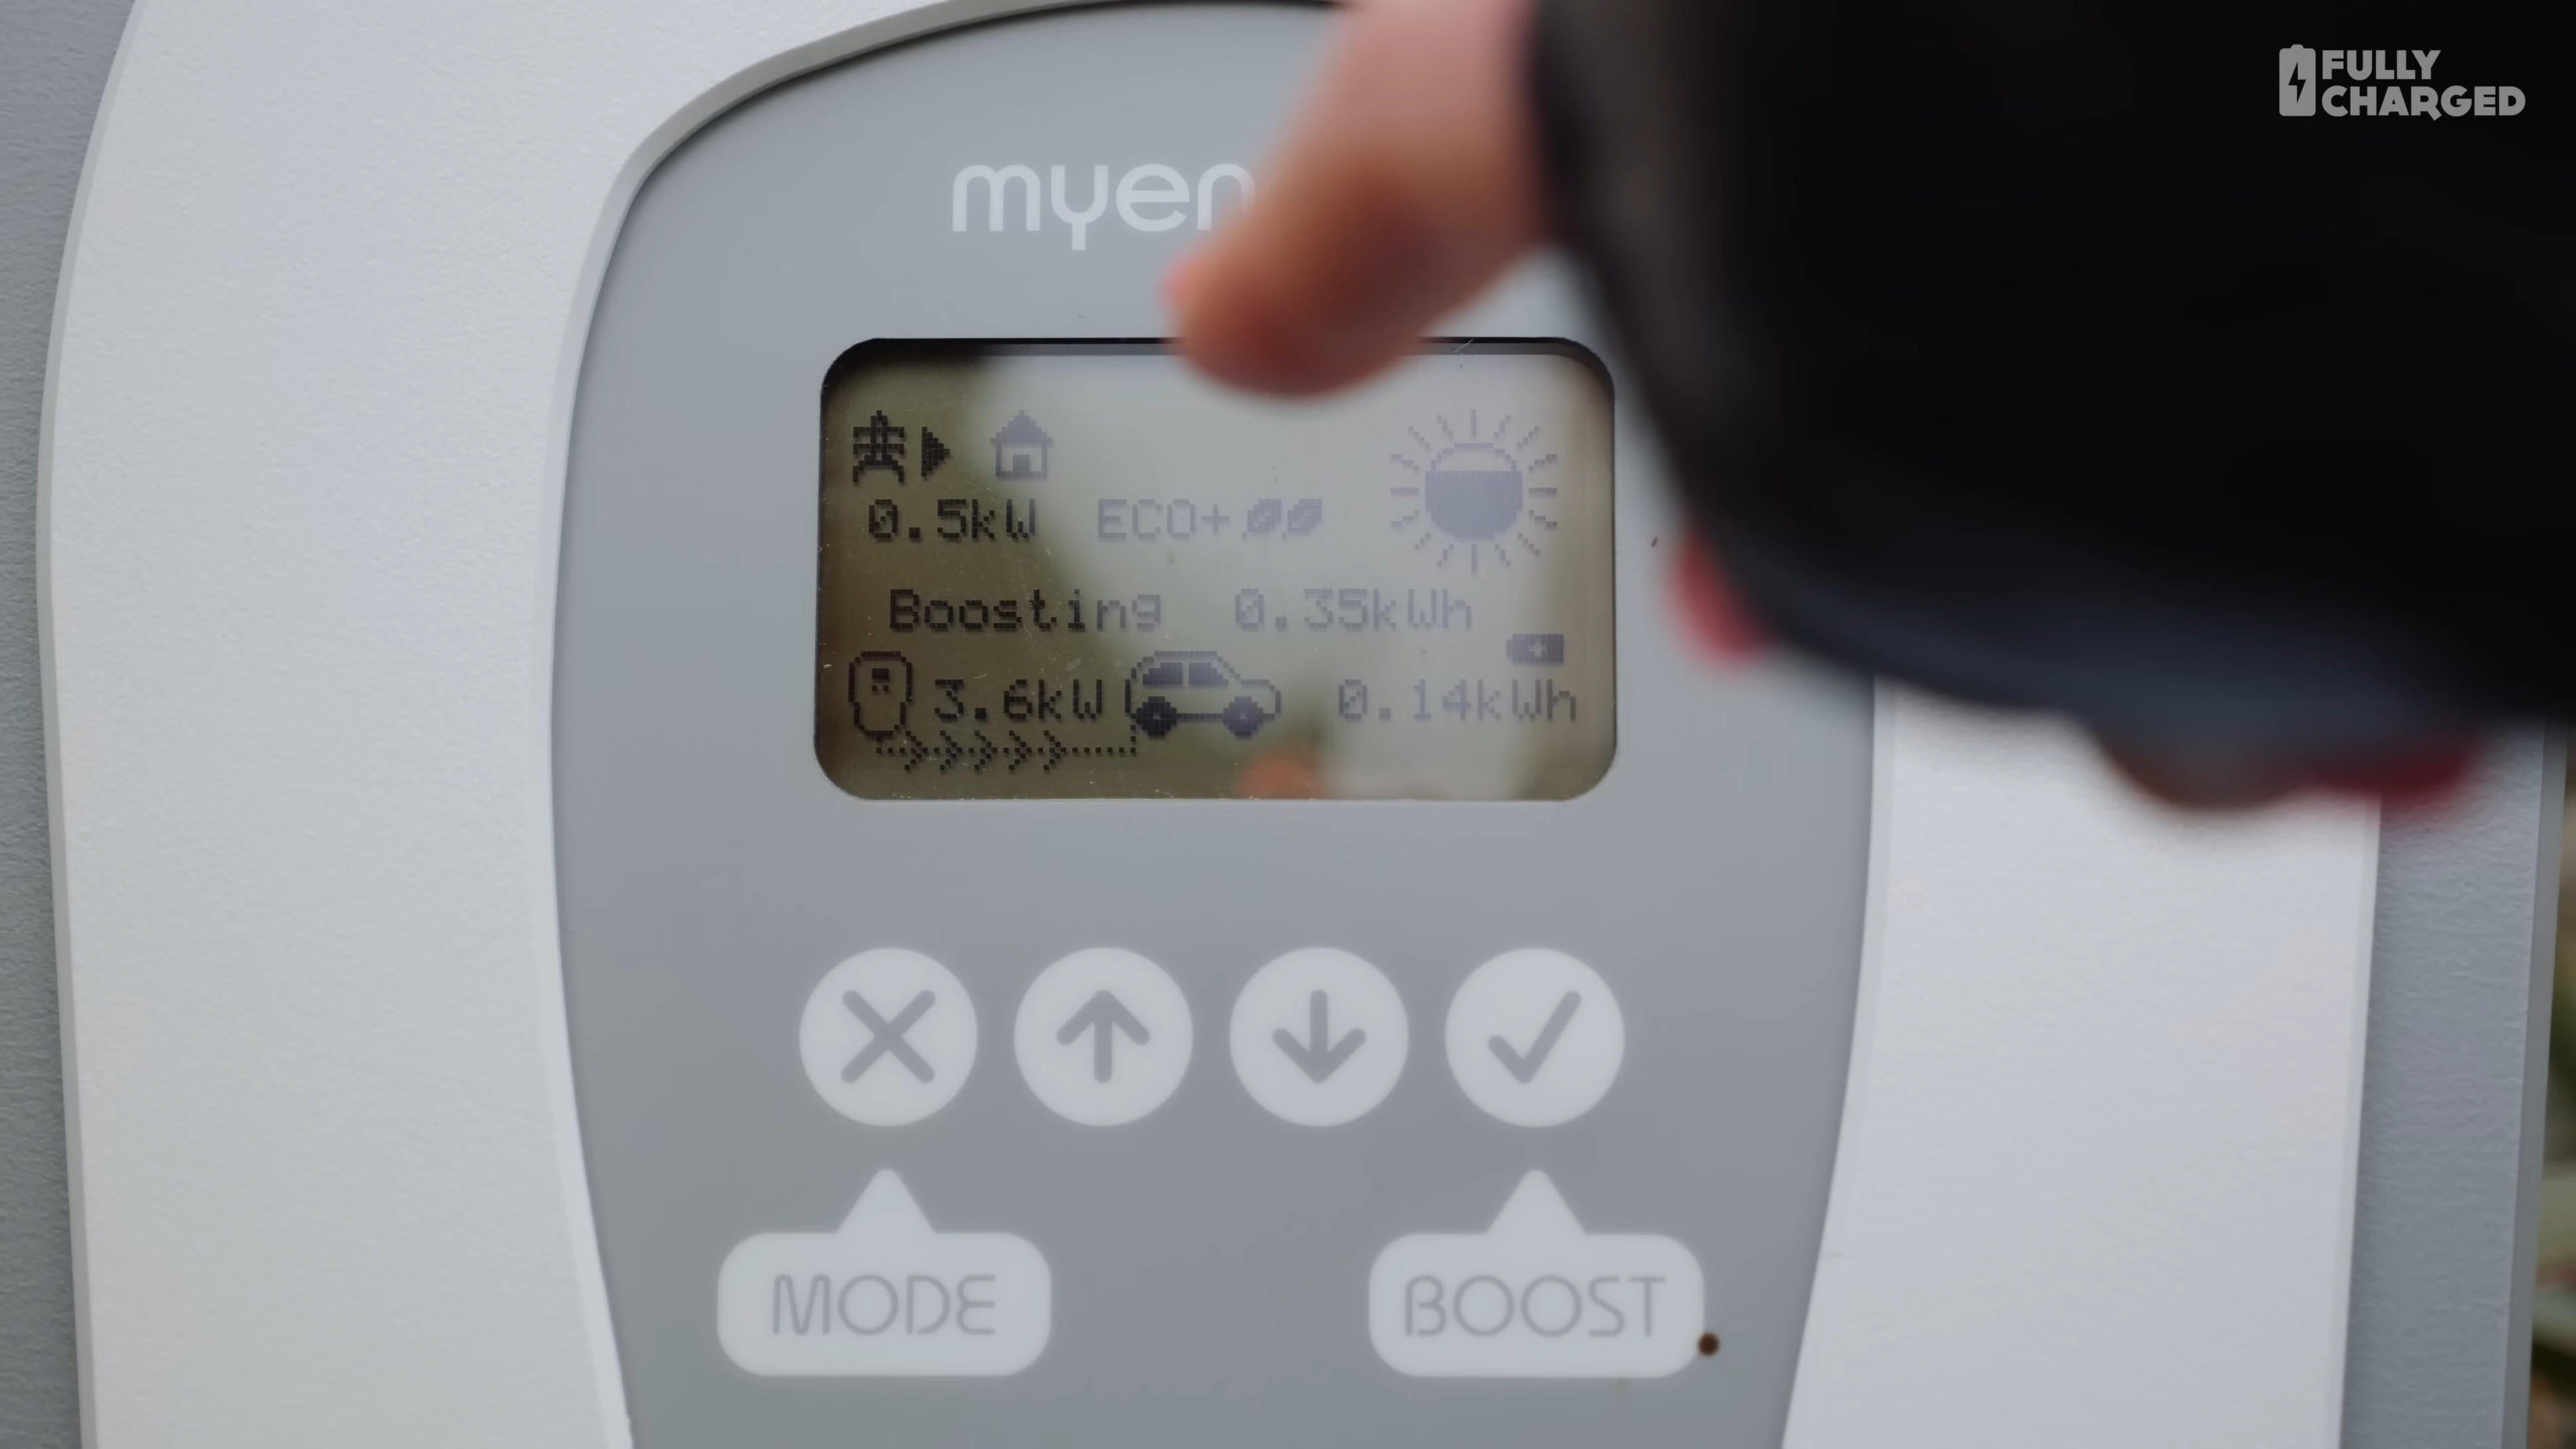 FULLY
CHARGED
myen
0.5kW ECO+
Boosting 0.35kWh
3.6kW 0.14kWh
MODE BOOST